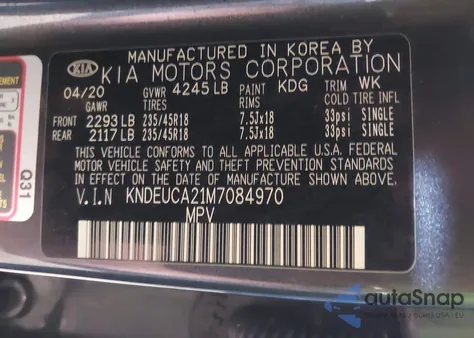 MANUFACTURED IN KOREA BY
KIA KIA MOTORS CORPORATION
04/20 GVWR 4245 LB PAINT KDG TRIM WK
GAWR TIRES RIMS COLD TIRE INFL
FRONT 2293 LB 235/45R18 7.5Jx18 33psi SINGLE
REAR 2117 LB 235/45R18 7.5Jx18 33psi SINGLE
THIS VEHICLE CONFORMS TO ALL APPLICABLE U.S.A. FEDERAL
MOTOR VEHICLE SAFETY AND THEFT PREVENTION STANDARDS
IN EFFECT ON THE DATE OF MANUFACTURE SHOWN ABOVE.
V.I.N KNDEUCA21M7084970
MPV
Q31
autaSnap